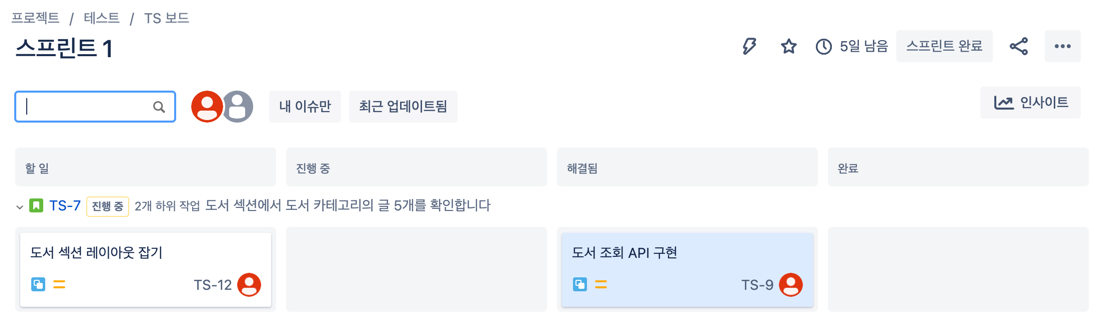 프로젝트 / 테스트 / TS 보드
스프린트 1
5일 남음
스프린트 완료
내 이슈만
최근 업데이트됨
인사이트
할 일
진행 중
해결됨
완료
TS-7 진행 중 2개 하위 작업 도서 섹션에서 도서 카테고리의 글 5개를 확인합니다
도서 섹션 레이아웃 잡기
TS-12
도서 조회 API 구현
TS-9